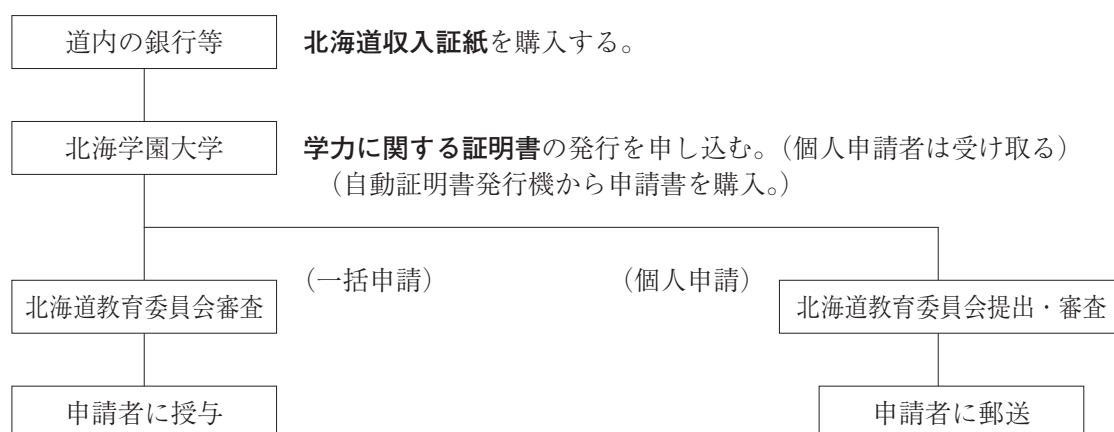 道内の銀行等 北海道収入証紙を購入する。
北海学園大学 学力に関する証明書の発行を申し込む。（個人申請者は受け取る）
（自動証明書発行機から申請書を購入。）
（一括申請） （個人申請）
北海道教育委員会審査 北海道教育委員会提出・審査
申請者に授与 申請者に郵送